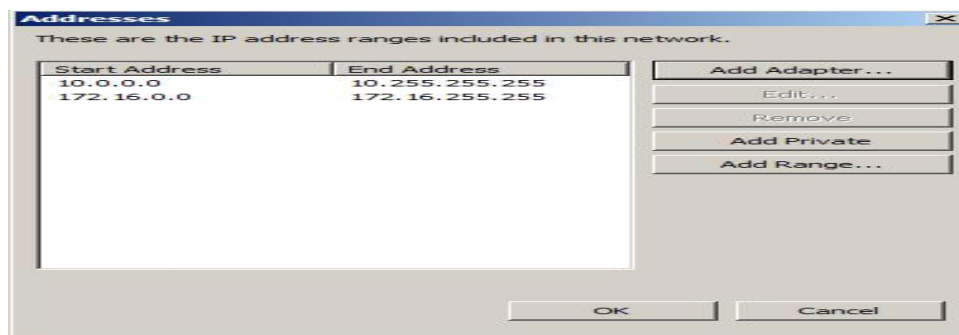 Addresses
These are the IP address ranges included in this network.
Start Address End Address
10.0.0.0 10.255.255.255
172.16.0.0 172.16.255.255
Add Adapter...
Edit...
Remove
Add Private
Add Range...
OK Cancel